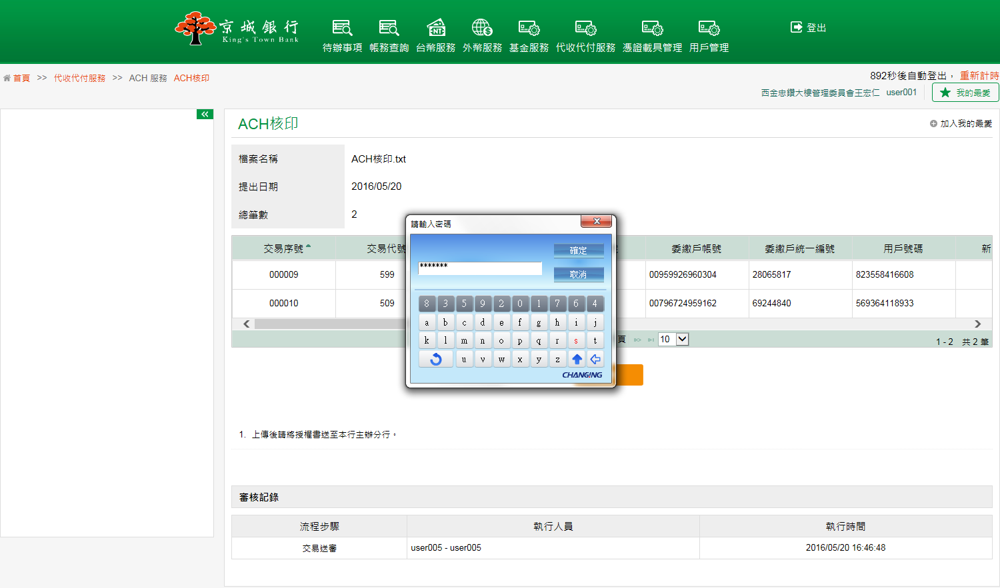 京城銀行
King's Town Bank
待辦事項 帳務查詢 台幣服務 外幣服務 基金服務 代收代付服務 憑證載具管理 用戶管理
登出
首頁 >> 代收代付服務 >> ACH 服務 ACH核印
892秒後自動登出， 重新計時
西金忠鑽大樓管理委員會王宏仁 user001
我的最愛
ACH核印
加入我的最愛
檔案名稱 ACH核印.txt
提出日期 2016/05/20
總筆數 2
交易序號 交易代號 委繳戶帳號 委繳戶統一編號 用戶號碼 新
000009 599 00959926960304 28065817 823558416608
000010 509 00796724959162 69244840 569364118933
頁 10 1 - 2 共 2 筆
請輸入密碼
確定
*******
取消
8 3 5 9 2 0 1 7 6 4
a b c d e f g h i j
k l m n o p q r s t
u v w x y z
CHANGING
1. 上傳後請將授權書送至本行主辦分行。
審核記錄
流程步驟 執行人員 執行時間
交易送審 user005 - user005 2016/05/20 16:46:48